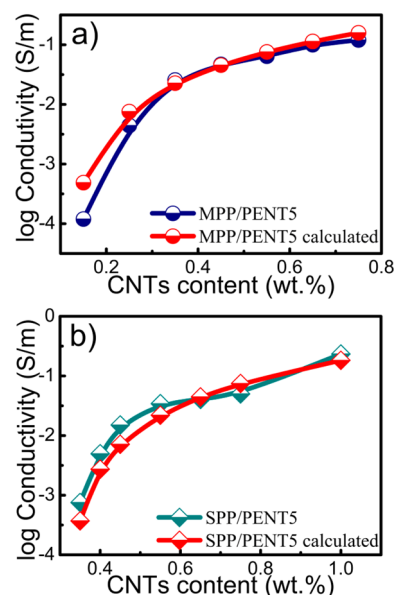 a)
log Condutivity (S/m)
-1
-2
-3
-4
MPP/PENT5
MPP/PENT5 calculated
0.2 0.4 0.6 0.8
CNTs content (wt.%)
b)
log Conductivity (S/m)
0
-1
-2
-3
-4
SPP/PENT5
SPP/PENT5 calculated
0.4 0.6 0.8 1.0
CNTs content (wt.%)